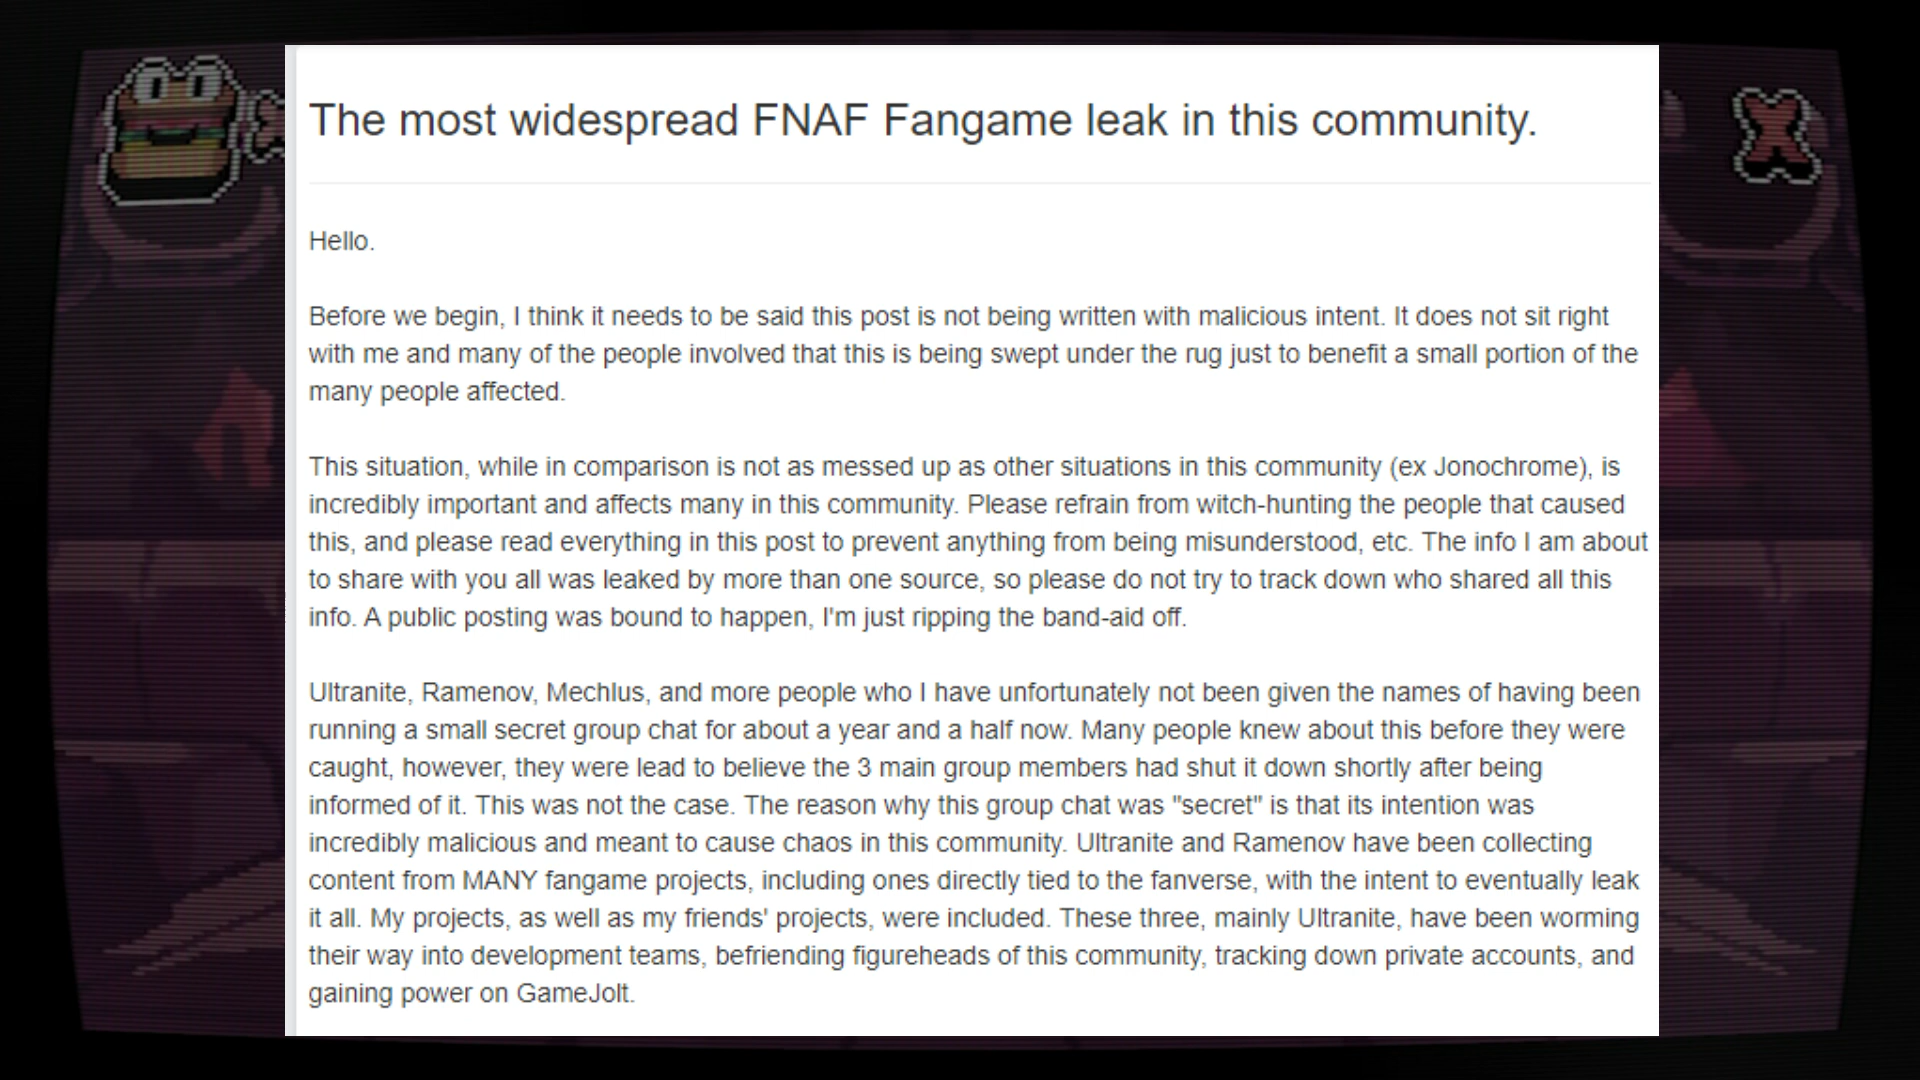 The most widespread FNAF Fangame leak in this community.
Hello.
Before we begin, I think it needs to be said this post is not being written with malicious intent. It does not sit right
with me and many of the people involved that this is being swept under the rug just to benefit a small portion of the
many people affected.
This situation, while in comparison is not as messed up as other situations in this community (ex Jonochrome), is
incredibly important and affects many in this community. Please refrain from witch-hunting the people that caused
this, and please read everything in this post to prevent anything from being misunderstood, etc. The info I am about
to share with you all was leaked by more than one source, so please do not try to track down who shared all this
info. A public posting was bound to happen, I'm just ripping the band-aid off.
Ultranite, Ramenov, Mechlus, and more people who I have unfortunately not been given the names of having been
running a small secret group chat for about a year and a half now. Many people knew about this before they were
caught, however, they were lead to believe the 3 main group members had shut it down shortly after being
informed of it. This was not the case. The reason why this group chat was "secret" is that its intention was
incredibly malicious and meant to cause chaos in this community. Ultranite and Ramenov have been collecting
content from MANY fangame projects, including ones directly tied to the fanverse, with the intent to eventually leak
it all. My projects, as well as my friends' projects, were included. These three, mainly Ultranite, have been worming
their way into development teams, befriending figureheads of this community, tracking down private accounts, and
gaining power on GameJolt.